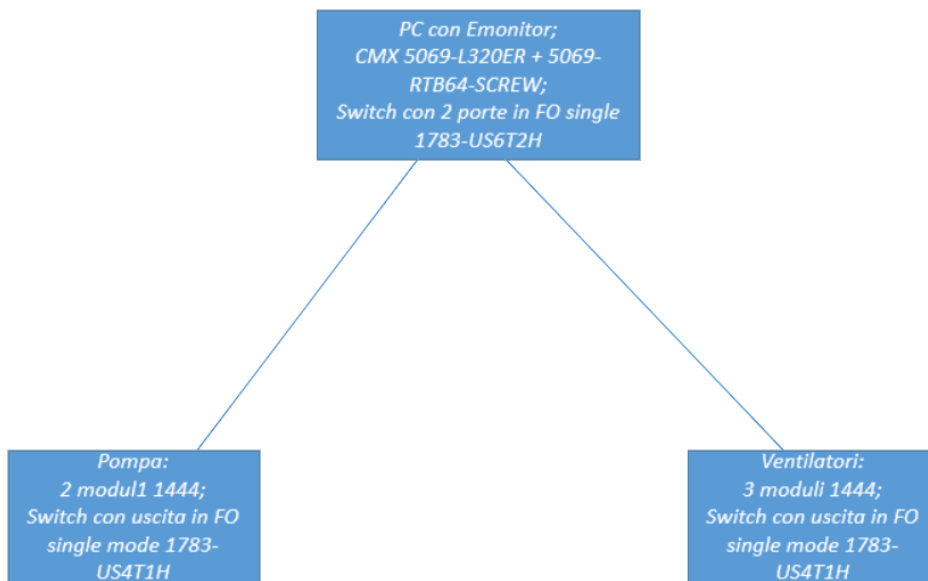 PC con Emonitor;
CMX 5069-L320ER + 5069-
RTB64-SCREW;
Switch con 2 porte in FO single
1783-US6T2H
Pompa:
2 modul1 1444;
Switch con uscita in FO
single mode 1783-
US4T1H
Ventilatori:
3 moduli 1444;
Switch con uscita in FO
single mode 1783-
US4T1H